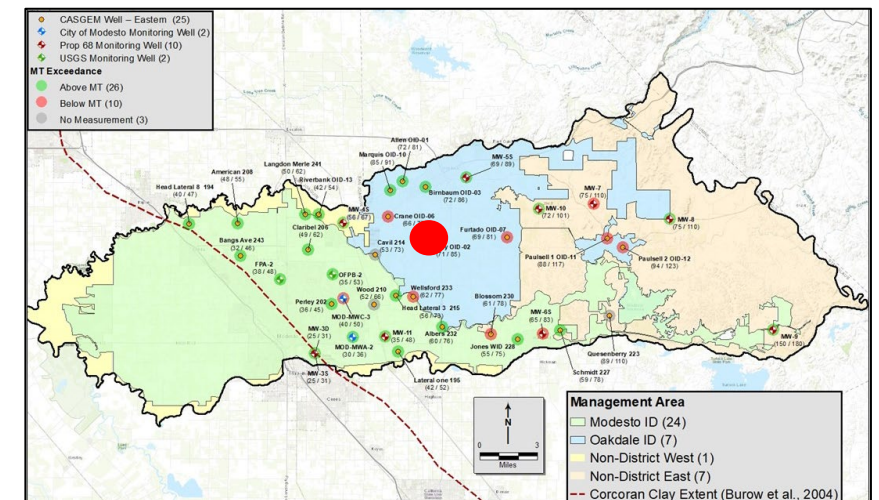 CASGEM Well – Eastern (25)
City of Modesto Monitoring Well (2)
Prop 68 Monitoring Well (10)
USGS Monitoring Well (2)
MT Exceedance
Above MT (26)
Below MT (10)
No Measurement (3)
Allen OID-01
(72 / 81)
Marquis OID-10
(85 / 91)
Langdon Merle 241
(50 / 62)
MW-5S
(69 / 89)
American 208
(48 / 55)
Riverbank OID-13
(42 / 54)
Head Lateral 8 194
(40 / 47)
Birnbaum OID-03
(72 / 86)
MW-7
(75 / 110)
MW-4S
(56 / 67)
MW-10
(72 / 101)
Crane OID-06
MW-8
(75 / 110)
Claribel 206
(49 / 62)
Furtado OID-07
(69 / 81)
Bangs Ave 243
(32 / 46)
Cavil 214
(53 / 73)
OID-02
(71 / 85)
Paulsell 1 OID-11
(88 / 117)
Paulsell 2 OID-12
(94 / 123)
FPA-2
(38 / 48)
OFPB-2
(35 / 53)
Wood 210
(52 / 66)
Wellsford 233
(62 / 77)
Blossom 230
(61 / 78)
Perley 202
(36 / 45)
Head Lateral 3 215
(56 / 73)
MW-6S
(65 / 83)
MOD-MWC-3
(40 / 50)
MW-3D
(25 / 31)
MW-11
(35 / 48)
Albers 232
(60 / 76)
MW-9
(150 / 180)
MOD-MWA-2
(30 / 36)
Jones WID 228
(55 / 75)
Quesenberry 223
(89 / 110)
MW-3S
(25 / 31)
Lateral one 195
(42 / 52)
Schmidt 227
(59 / 78)
N
0 3
Miles
Management Area
Modesto ID (24)
Oakdale ID (7)
Non-District West (1)
Non-District East (7)
Corcoran Clay Extent (Burow et al., 2004)